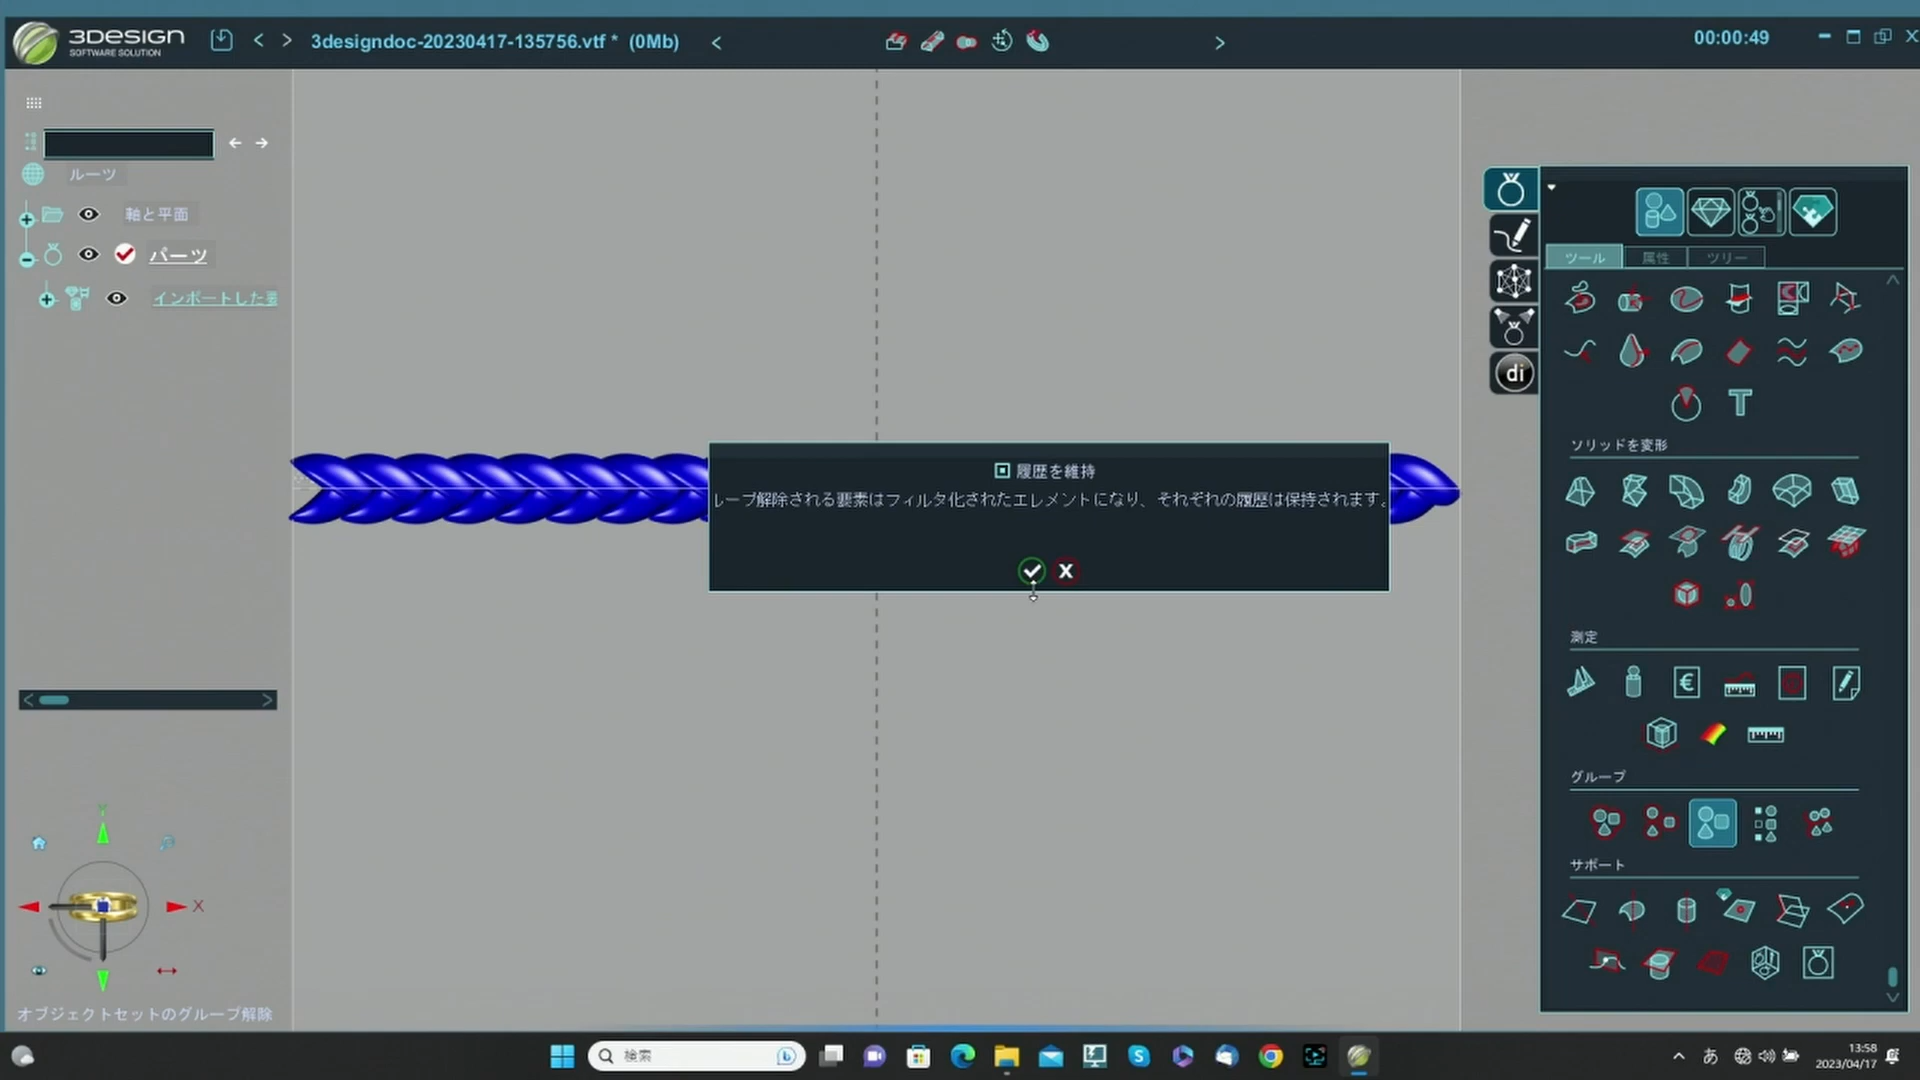 3DESIGN
SOFTWARE SOLUTION
3designdoc-20230417-135756.vtf * (0Mb)
00:00:49
ルーツ
軸と平面
パーツ
インポートした要
ツール
属性
ツリー
di
T
ソリッドを変形
履歴を維持
ループ解除される要素はフィルタ化されたエレメントになり、それぞれの履歴は保持されます。
測定
€
グループ
サポート
Y
X
オブジェクトセットのグループ解除
検索
あ
13:58
2023/04/17